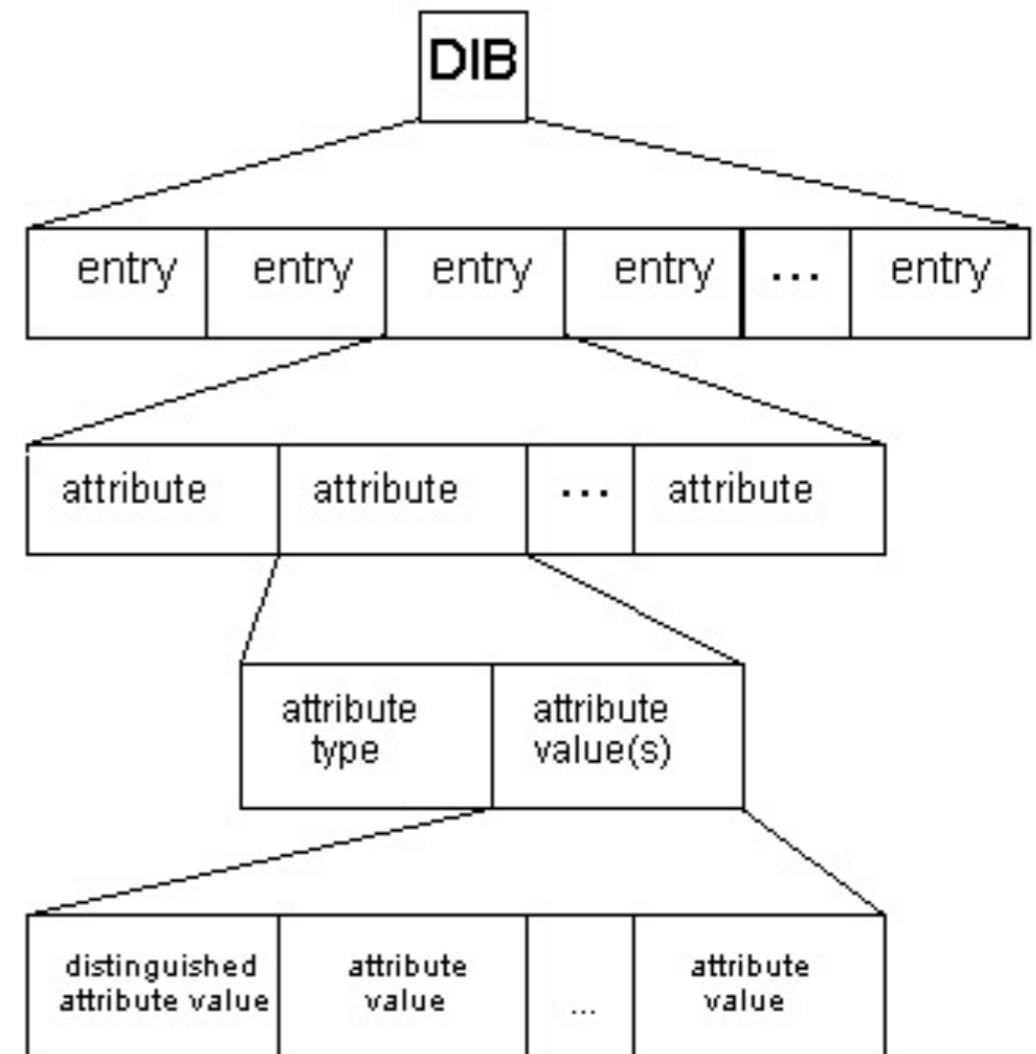 DIB
entry entry entry entry ... entry
attribute attribute ... attribute
attribute type
attribute value(s)
distinguished attribute value
attribute value
...
attribute value